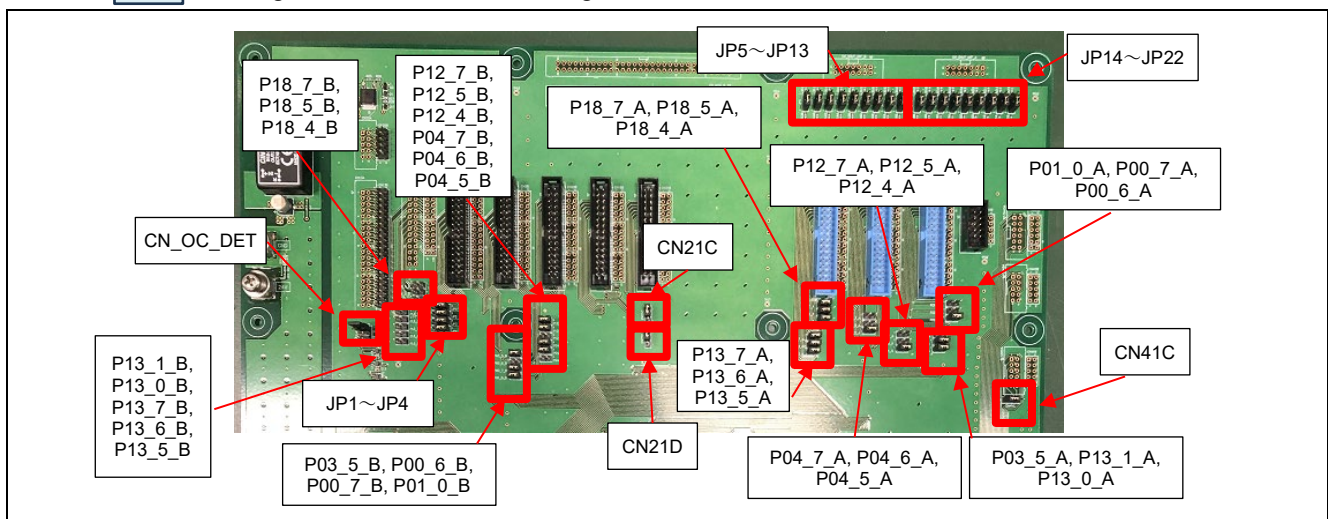 JP5～JP13
JP14～JP22
P18_7_B,
P18_5_B,
P18_4_B
P12_7_B,
P12_5_B,
P12_4_B,
P04_7_B,
P04_6_B,
P04_5_B
P18_7_A, P18_5_A,
P18_4_A
P12_7_A, P12_5_A,
P12_4_A
P01_0_A, P00_7_A,
P00_6_A
CN_OC_DET
CN21C
P13_1_B,
P13_0_B,
P13_7_B,
P13_6_B,
P13_5_B
JP1～JP4
P13_7_A,
P13_6_A,
P13_5_A
CN41C
P03_5_B, P00_6_B,
P00_7_B, P01_0_B
CN21D
P04_7_A, P04_6_A,
P04_5_A
P03_5_A, P13_1_A,
P13_0_A